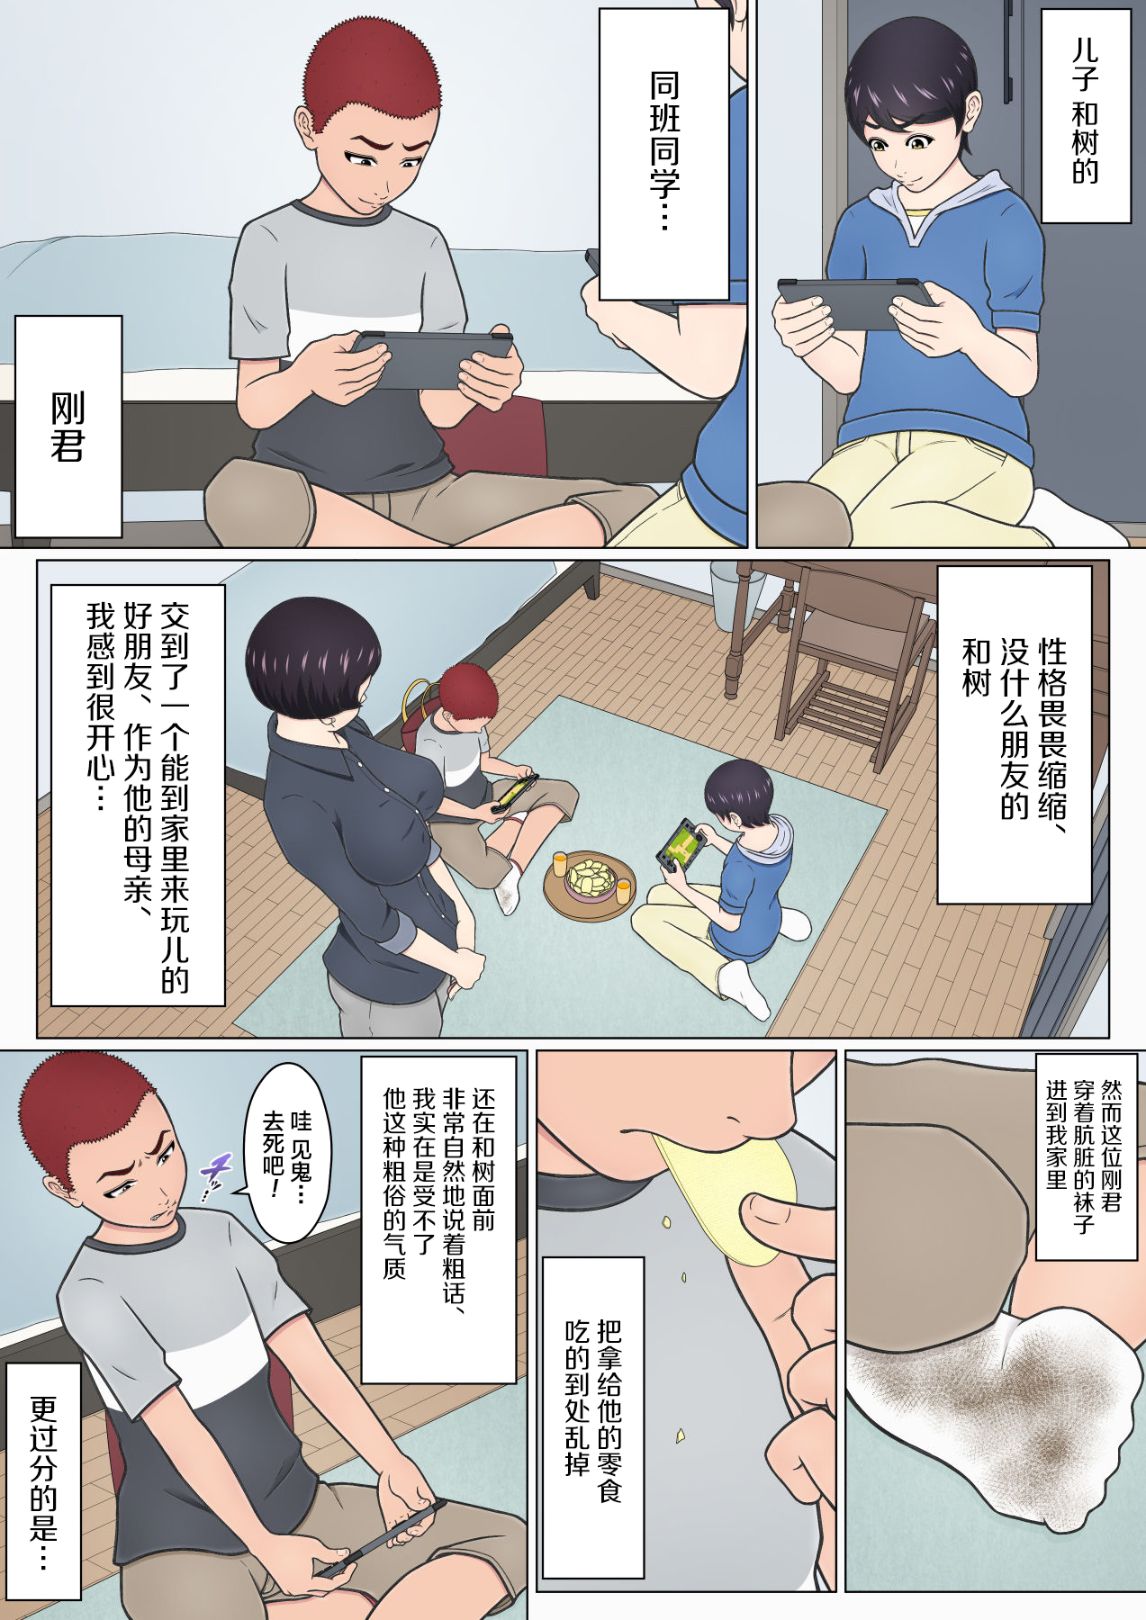 儿子 和树的
同班同学…
刚君
性格畏畏缩缩、
没什么朋友的
和树
交到了一个能到家里来玩儿的
好朋友、作为他的母亲、
我感到很开心…
然而这位刚君
穿着肮脏的袜子
进到我家里
把拿给他的零食
吃的到处乱掉
还在和树面前
非常自然地说着粗话、
我实在是受不了
他这种粗俗的气质
哇 见鬼…
去死吧！
更过分的是…